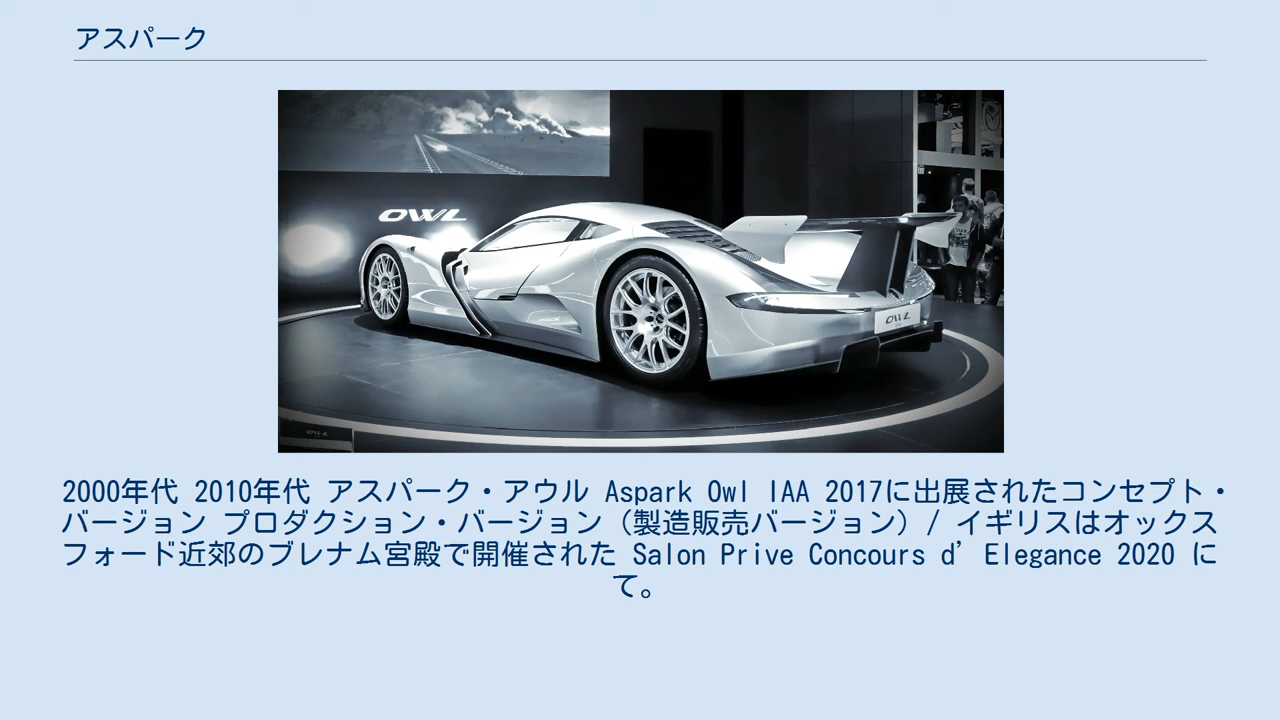 アスパーク
OWL
OWL
OWL
2000年代 2010年代 アスパーク・アウル Aspark Owl IAA 2017に出展されたコンセプト・
バージョン プロダクション・バージョン（製造販売バージョン）/ イギリスはオックス
フォード近郊のブレナム宮殿で開催された Salon Prive Concours d’Elegance 2020 に
て。